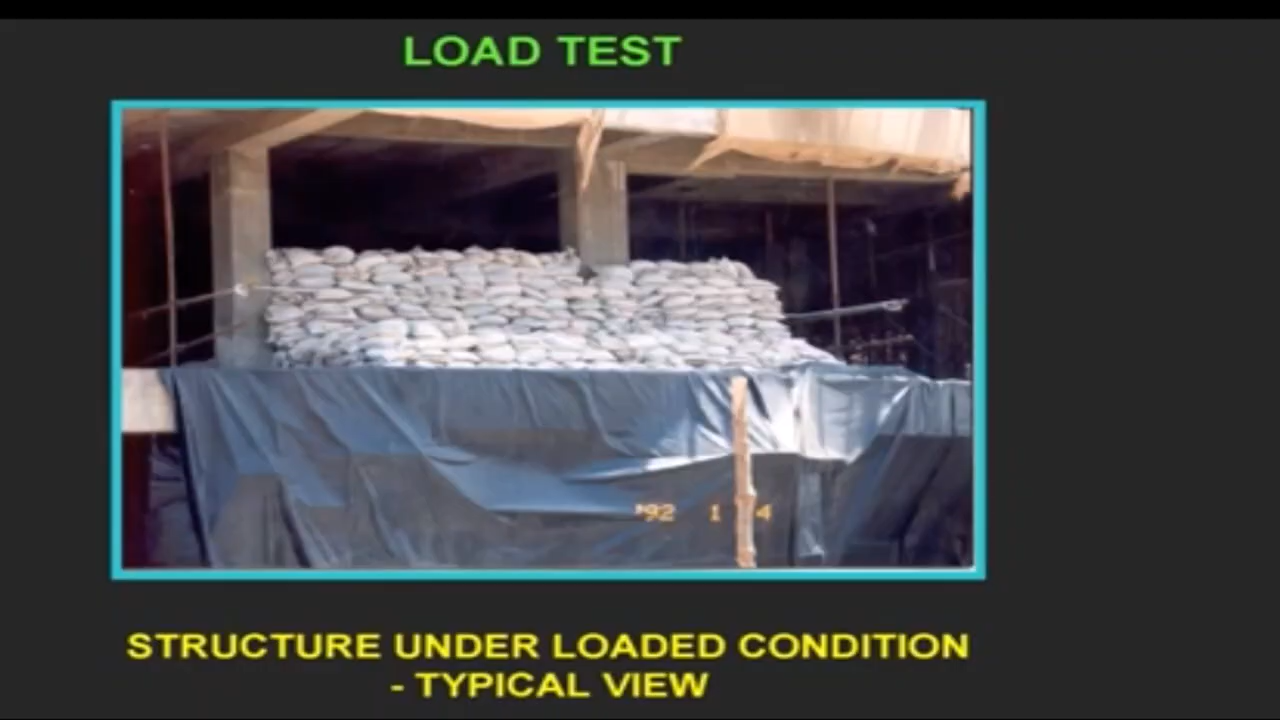 LOAD TEST
'92 1 4
STRUCTURE UNDER LOADED CONDITION
- TYPICAL VIEW